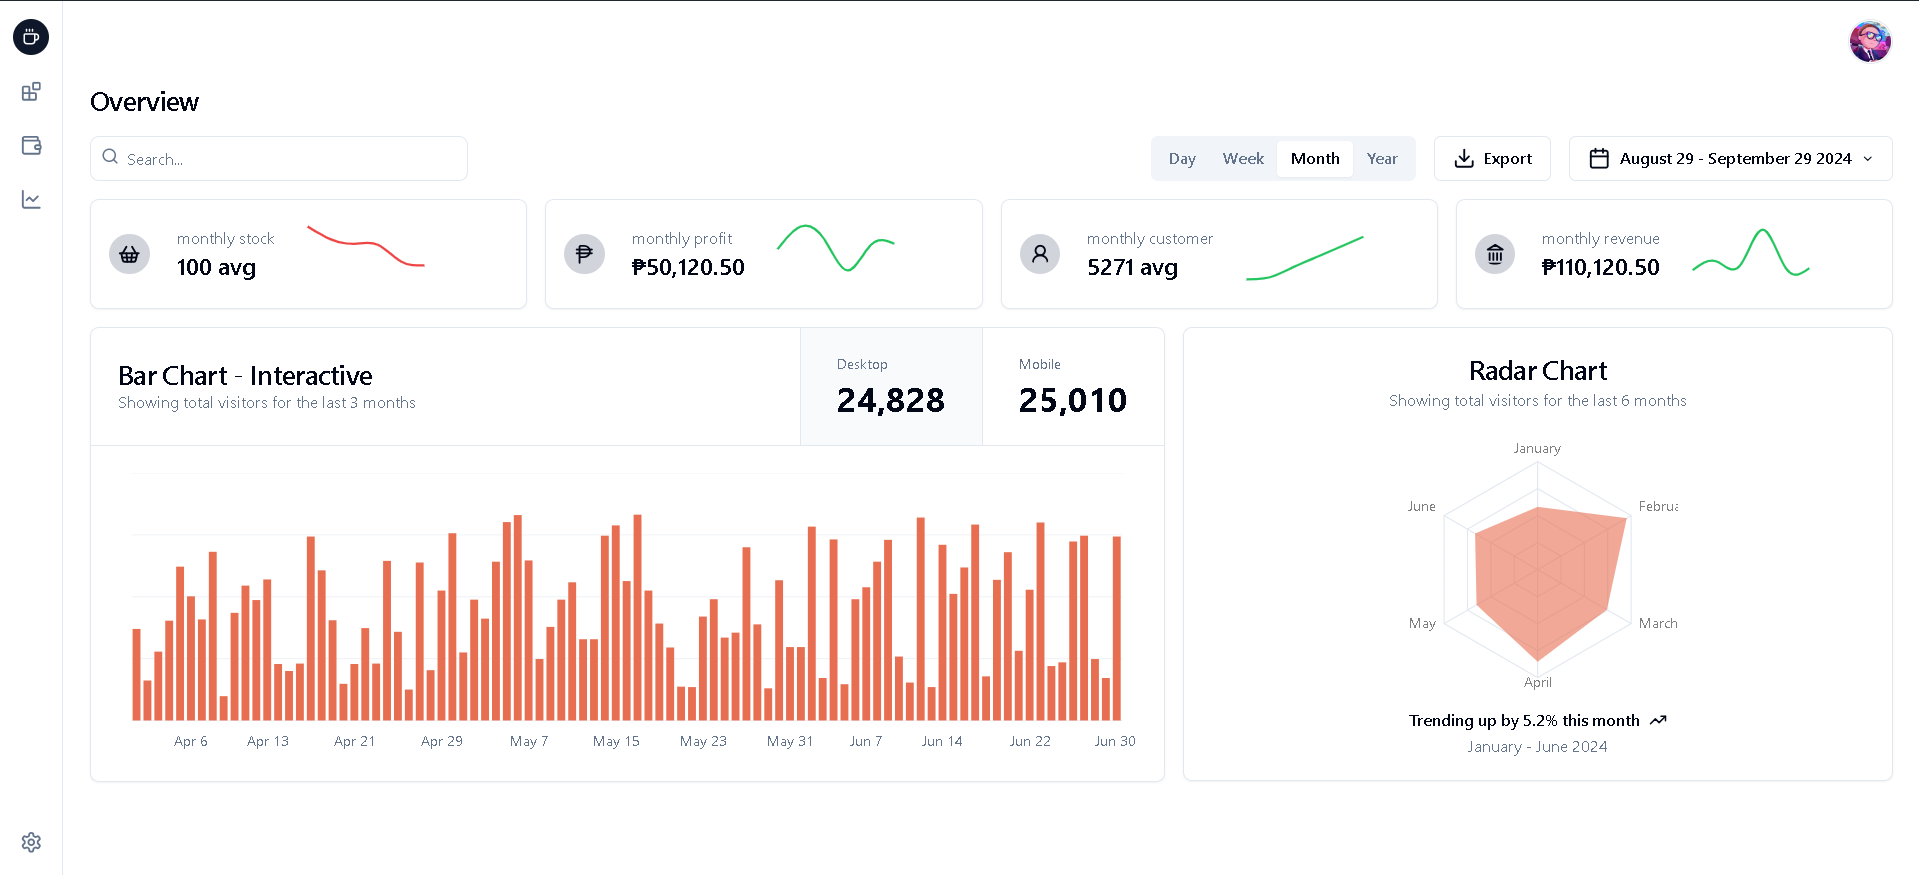 Overview
Search...
Day Week Month Year
Export
August 29 - September 29 2024
monthly stock
100 avg
monthly profit
₱50,120.50
monthly customer
5271 avg
monthly revenue
₱110,120.50
Bar Chart - Interactive
Showing total visitors for the last 3 months
Desktop
24,828
Mobile
25,010
Apr 6 Apr 13 Apr 21 Apr 29 May 7 May 15 May 23 May 31 Jun 7 Jun 14 Jun 22 Jun 30
Radar Chart
Showing total visitors for the last 6 months
January
June
Februa
May
March
April
Trending up by 5.2% this month
January - June 2024